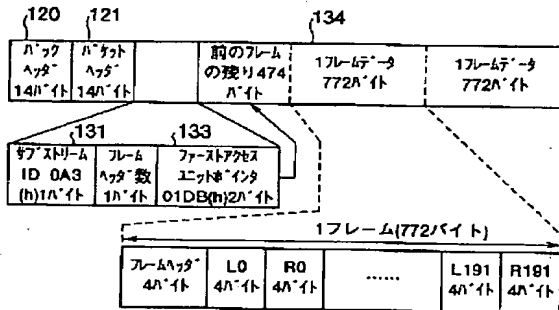 120
121
134
パック
ヘッダ
14バイト
パケット
ヘッダ
14バイト
前のフレーム
の残り474
バイト
1フレームデータ
772バイト
1フレームデータ
772バイト
131
133
サブストリーム
ID 0A3
(h)1バイト
フレーム
ヘッダ数
1バイト
ファーストアクセス
ユニットポインタ
01DB(h)2バイト
1フレーム(772バイト)
フレームヘッダ
4バイト
L0
4バイト
R0
4バイト
……
L191
4バイト
R191
4バイト